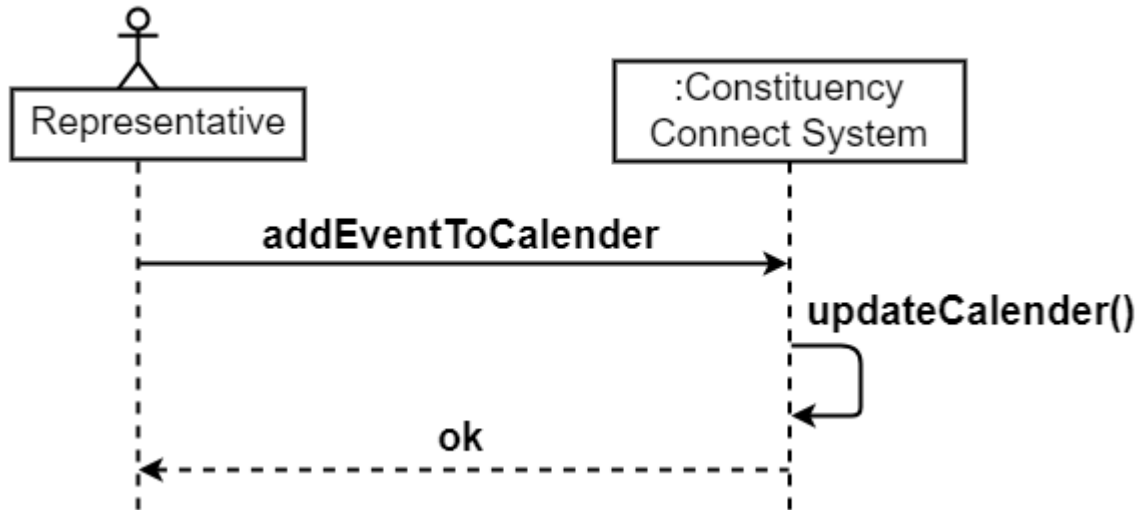 Representative
:Constituency
Connect System
addEventToCalender
updateCalender()
ok